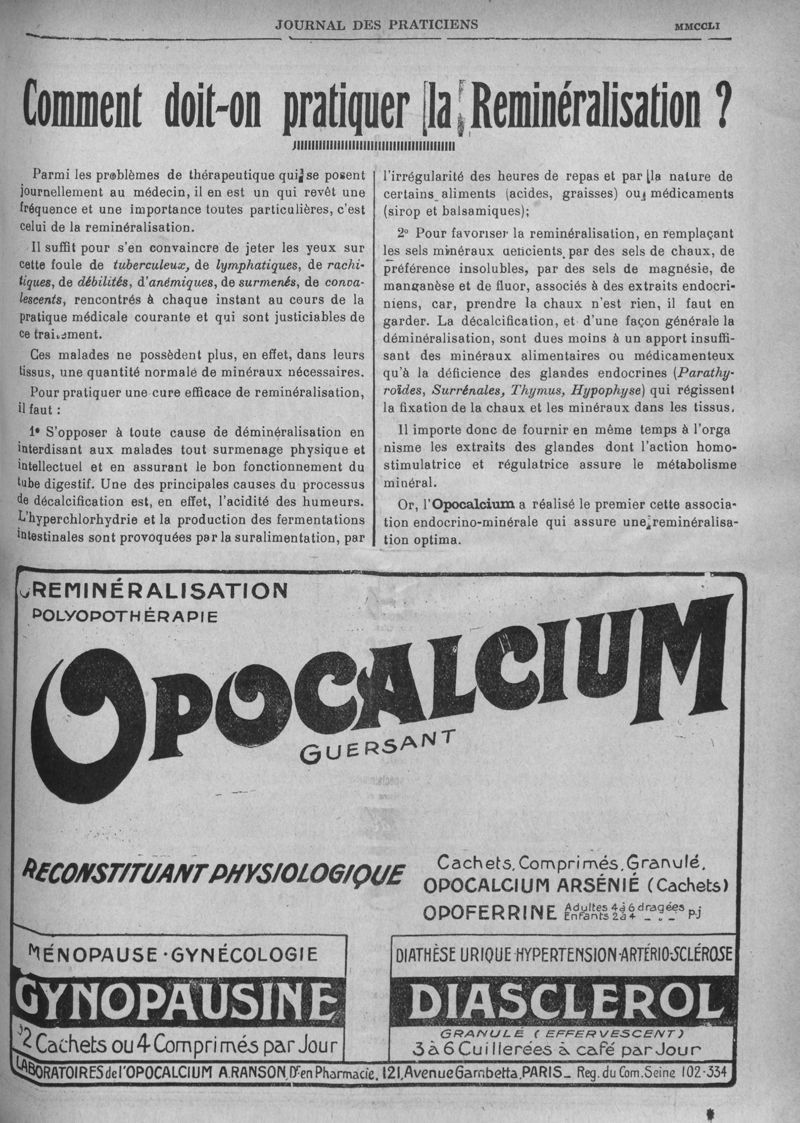 JOURNAL DES PRATICIENS
MMCCLI
Comment doit-on pratiquer la Reminéralisation ?
Parmi les problèmes de thérapeutique qui se posent
journellement au médecin, il en est un qui revêt une
fréquence et une importance toutes particulières, c'est
celui de la reminéralisation.
Il suffit pour s'en convaincre de jeter les yeux sur
cette foule de tuberculeux, de lymphatiques, de rachi-
tiques, de débilités, d'anémiques, de surmenés, de conva-
lescents, rencontrés à chaque instant au cours de la
pratique médicale courante et qui sont justiciables de
ce traitement.
Ces malades ne possèdent plus, en effet, dans leurs
tissus, une quantité normale de minéraux nécessaires.
Pour pratiquer une cure efficace de reminéralisation,
il faut :
1° S'opposer à toute cause de déminéralisation en
interdisant aux malades tout surmenage physique et
intellectuel et en assurant le bon fonctionnement du
tube digestif. Une des principales causes du processus
de décalcification est, en effet, l'acidité des humeurs.
L'hyperchlorhydrie et la production des fermentations
intestinales sont provoquées par la suralimentation, par
l'irrégularité des heures de repas et par la nature de
certains aliments (acides, graisses) ou médicaments
(sirop et balsamiques);
2° Pour favoriser la reminéralisation, en remplaçant
les sels minéraux déficients par des sels de chaux, de
préférence insolubles, par des sels de magnésie, de
manganèse et de fluor, associés à des extraits endocri-
niens, car, prendre la chaux n'est rien, il faut en
garder. La décalcification, et d'une façon générale la
déminéralisation, sont dues moins à un apport insuffi-
sant des minéraux alimentaires ou médicamenteux
qu'à la déficience des glandes endocrines (Parathy-
roïdes, Surrénales, Thymus, Hypophyse) qui régissent
la fixation de la chaux et les minéraux dans les tissus.
Il importe donc de fournir en même temps à l'orga
nisme les extraits des glandes dont l'action homo-
stimulatrice et régulatrice assure le métabolisme
minéral.
Or, l'Opocalcium a réalisé le premier cette associa-
tion endocrino-minérale qui assure une reminéralisa-
tion optima.
REMINÉRALISATION
POLYOPOTHÉRAPIE
OPOCALCIUM
GUERSANT
RECONSTITUANT PHYSIOLOGIQUE
Cachets, Comprimés, Granulé,
OPOCALCIUM ARSÉNIÉ (Cachets)
OPOFERRINE Adultes 4 à 6 dragées p. j
Enfants 2 à 4 _ „ _
MÉNOPAUSE · GYNÉCOLOGIE
GYNOPAUSINE
2 Cachets ou 4 Comprimés par Jour
DIATHÈSE URIQUE·HYPERTENSION·ARTÉRIO-SCLÉROSE
DIASCLEROL
GRANULÉ (EFFERVESCENT)
3 à 6 Cuillerées à café par Jour
LABORATOIRES de l'OPOCALCIUM A. RANSON, Dr en Pharmacie, 121, Avenue Gambetta, PARIS _ Reg. du Com. Seine 102-334